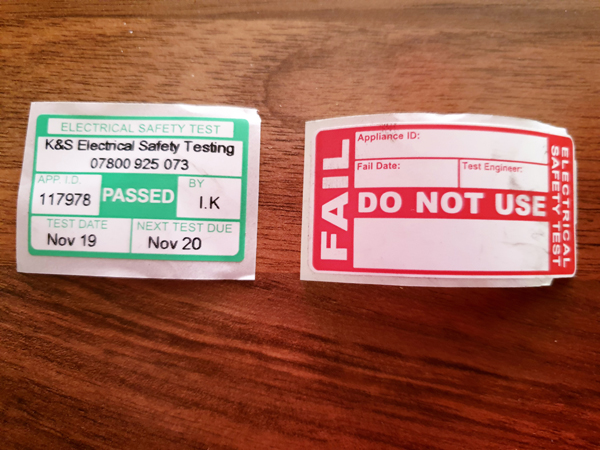 ELECTRICAL SAFETY TEST
K&S Electrical Safety Testing
07800 925 073
APP. I.D.
117978
PASSED
BY
I.K
TEST DATE
Nov 19
NEXT TEST DUE
Nov 20
FAIL
Appliance ID:
Fail Date:
Test Engineer:
DO NOT USE
ELECTRICAL
SAFETY TEST